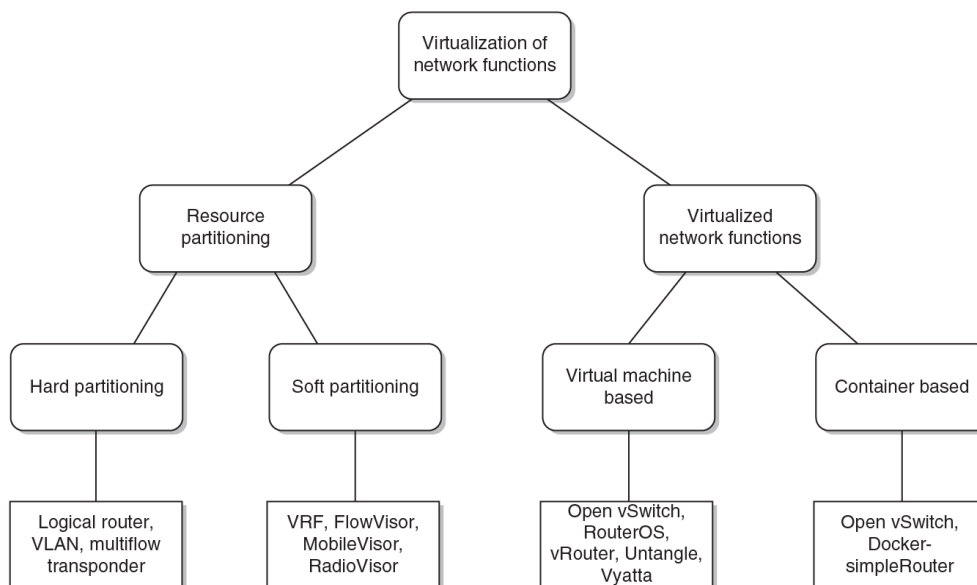 Virtualization of
network functions
Resource
partitioning
Virtualized
network functions
Hard partitioning
Soft partitioning
Virtual machine
based
Container based
Logical router,
VLAN, multiflow
transponder
VRF, FlowVisor,
MobileVisor,
RadioVisor
Open vSwitch,
RouterOS,
vRouter, Untangle,
Vyatta
Open vSwitch,
Docker-
simpleRouter